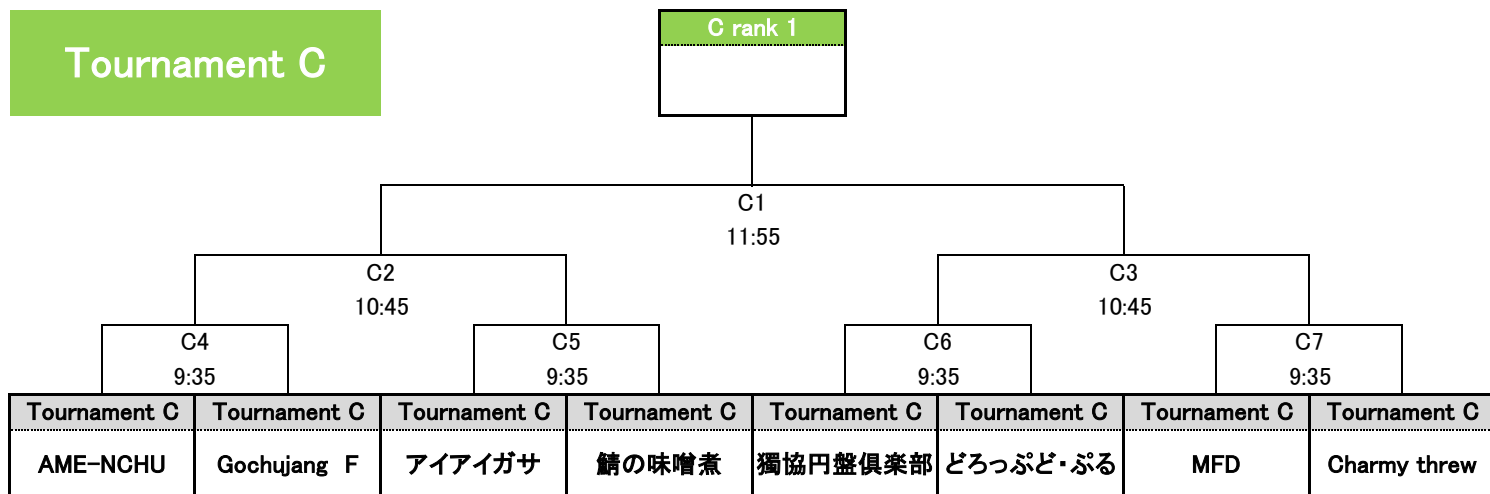 Tournament C
C rank 1
C1
11:55
C2
C3
10:45
10:45
C4
C5
C6
C7
9:35
9:35
9:35
9:35
Tournament C
Tournament C
Tournament C
Tournament C
Tournament C
Tournament C
Tournament C
Tournament C
AME-NCHU
Gochujang F
アイアイガサ
鯖の味噌煮
獨協円盤倶楽部
どろっぷど・ぷる
MFD
Charmy threw